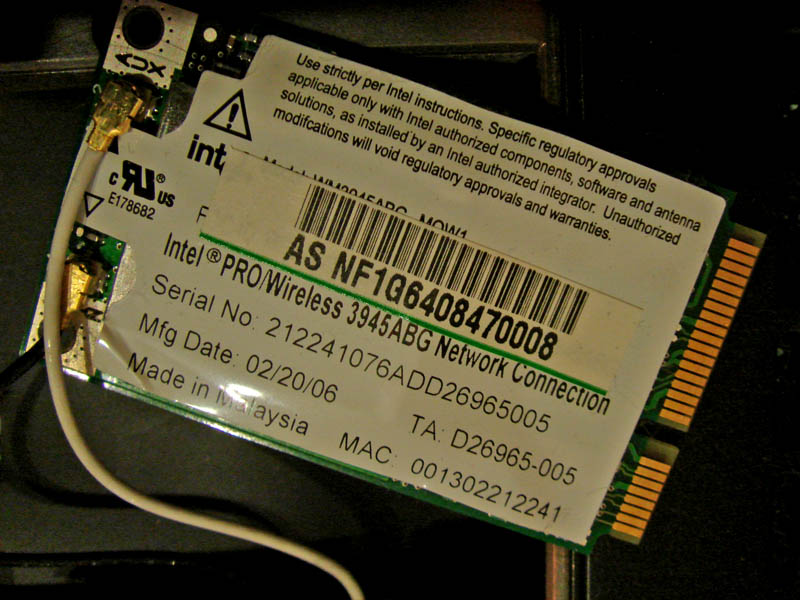 AUX
Use strictly per Intel instructions. Specific regulatory approvals
applicable only with Intel authorized components, software and antenna
solutions, as installed by an Intel authorized integrator. Unauthorized
modifcations will void regulatory approvals and warranties.
c RU us
E178682
AS NF1G6408470008
Intel® PRO/Wireless 3945ABG Network Connection
Serial No: 212241076ADD26965005
Mfg Date: 02/20/06
TA: D26965-005
Made in Malaysia
MAC: 001302212241